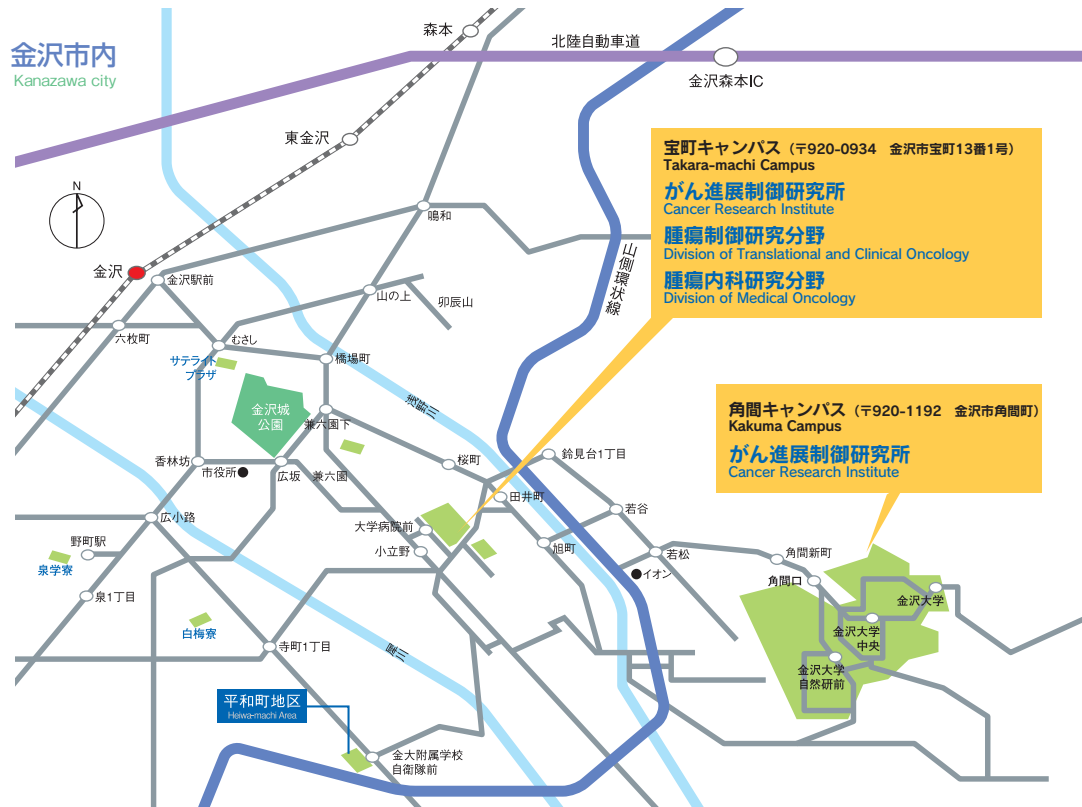 金沢市内
Kanazawa city
森本
北陸自動車道
金沢森本IC
東金沢
N
鳴和
金沢
金沢駅前
山の上
卯辰山
山側環状線
六枚町
むさし
サテライト
プラザ
橋場町
浅野川
金沢城
公園
兼六園下
香林坊
市役所
広坂
兼六園
桜町
鈴見台1丁目
田井町
若谷
大学病院前
小立野
旭町
若松
イオン
広小路
野町駅
泉学寮
泉1丁目
白梅寮
寺町1丁目
犀川
平和町地区
Heiwa-machi Area
金大附属学校
自衛隊前
宝町キャンパス（〒920-0934　金沢市宝町13番1号）
Takara-machi Campus
がん進展制御研究所
Cancer Research Institute
腫瘍制御研究分野
Division of Translational and Clinical Oncology
腫瘍内科研究分野
Division of Medical Oncology
角間キャンパス（〒920-1192　金沢市角間町）
Kakuma Campus
がん進展制御研究所
Cancer Research Institute
角間新町
角間口
金沢大学
金沢大学
中央
金沢大学
自然研前